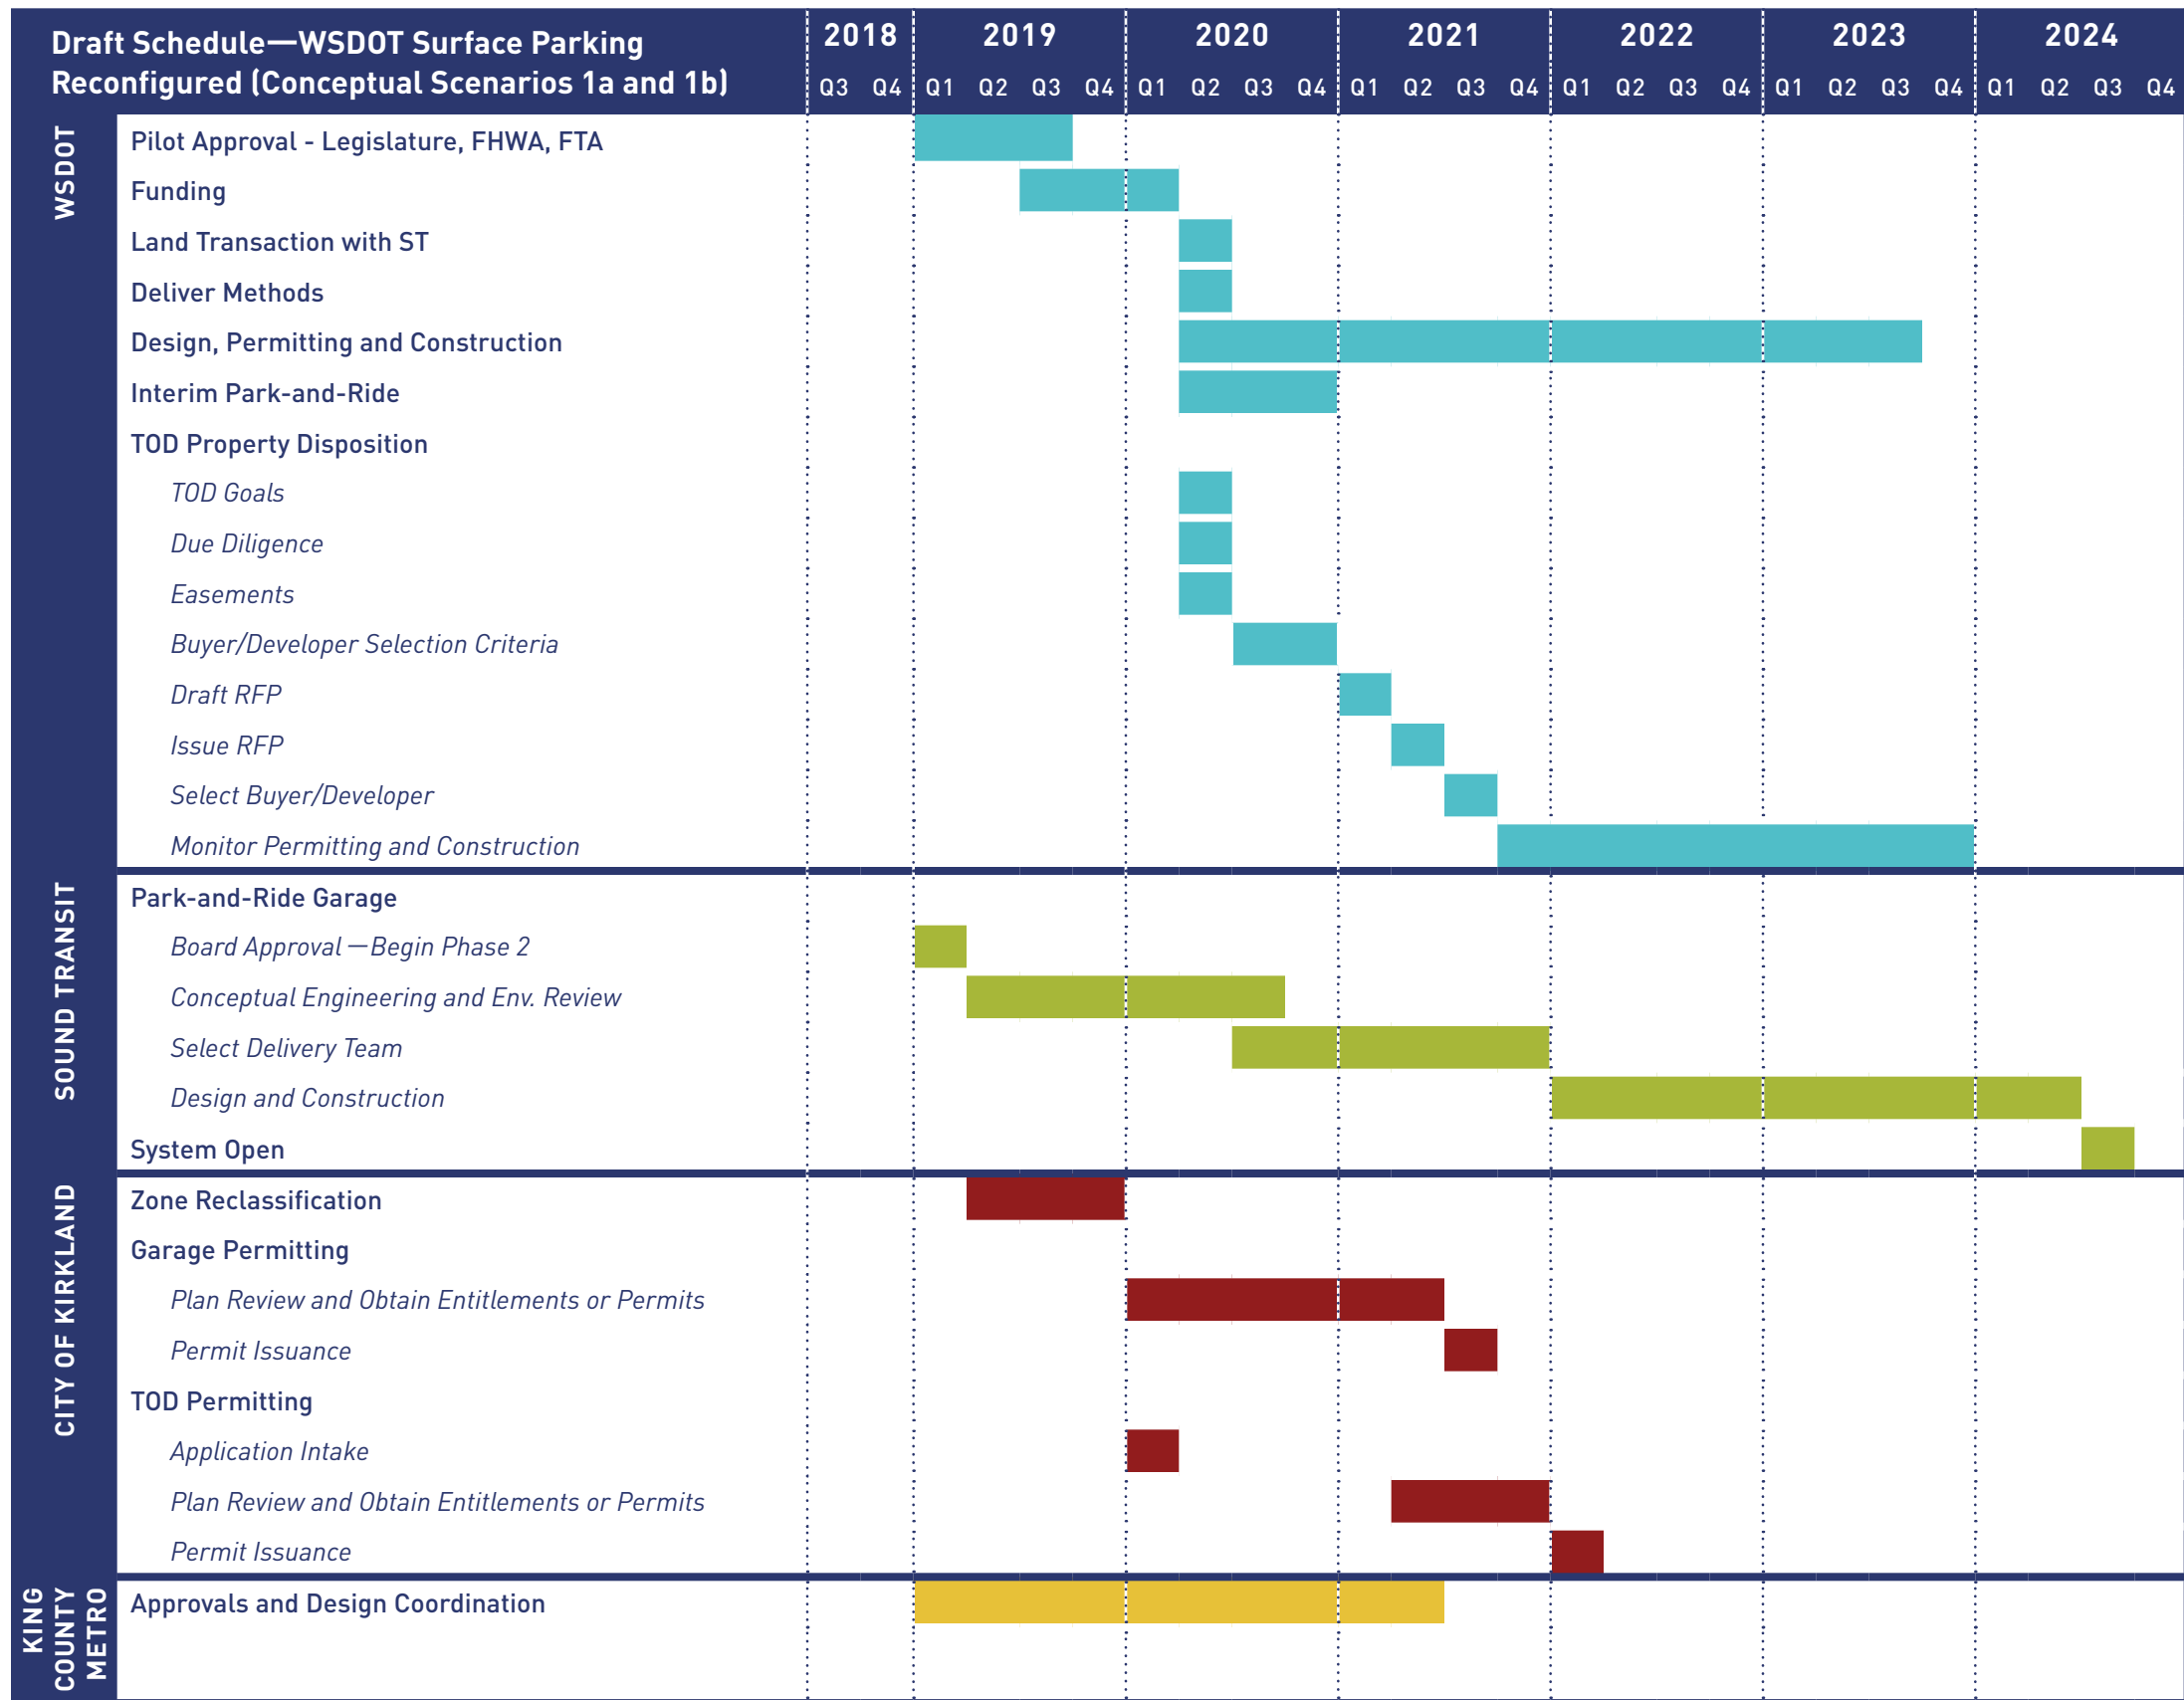 Draft Schedule—WSDOT Surface Parking
Reconfigured (Conceptual Scenarios 1a and 1b)
2018 2019 2020 2021 2022 2023 2024
Q3 Q4 Q1 Q2 Q3 Q4 Q1 Q2 Q3 Q4 Q1 Q2 Q3 Q4 Q1 Q2 Q3 Q4 Q1 Q2 Q3 Q4 Q1 Q2 Q3 Q4
WSDOT
Pilot Approval - Legislature, FHWA, FTA
Funding
Land Transaction with ST
Deliver Methods
Design, Permitting and Construction
Interim Park-and-Ride
TOD Property Disposition
TOD Goals
Due Diligence
Easements
Buyer/Developer Selection Criteria
Draft RFP
Issue RFP
Select Buyer/Developer
Monitor Permitting and Construction
SOUND TRANSIT
Park-and-Ride Garage
Board Approval—Begin Phase 2
Conceptual Engineering and Env. Review
Select Delivery Team
Design and Construction
System Open
CITY OF KIRKLAND
Zone Reclassification
Garage Permitting
Plan Review and Obtain Entitlements or Permits
Permit Issuance
TOD Permitting
Application Intake
Plan Review and Obtain Entitlements or Permits
Permit Issuance
KING
COUNTY
METRO
Approvals and Design Coordination